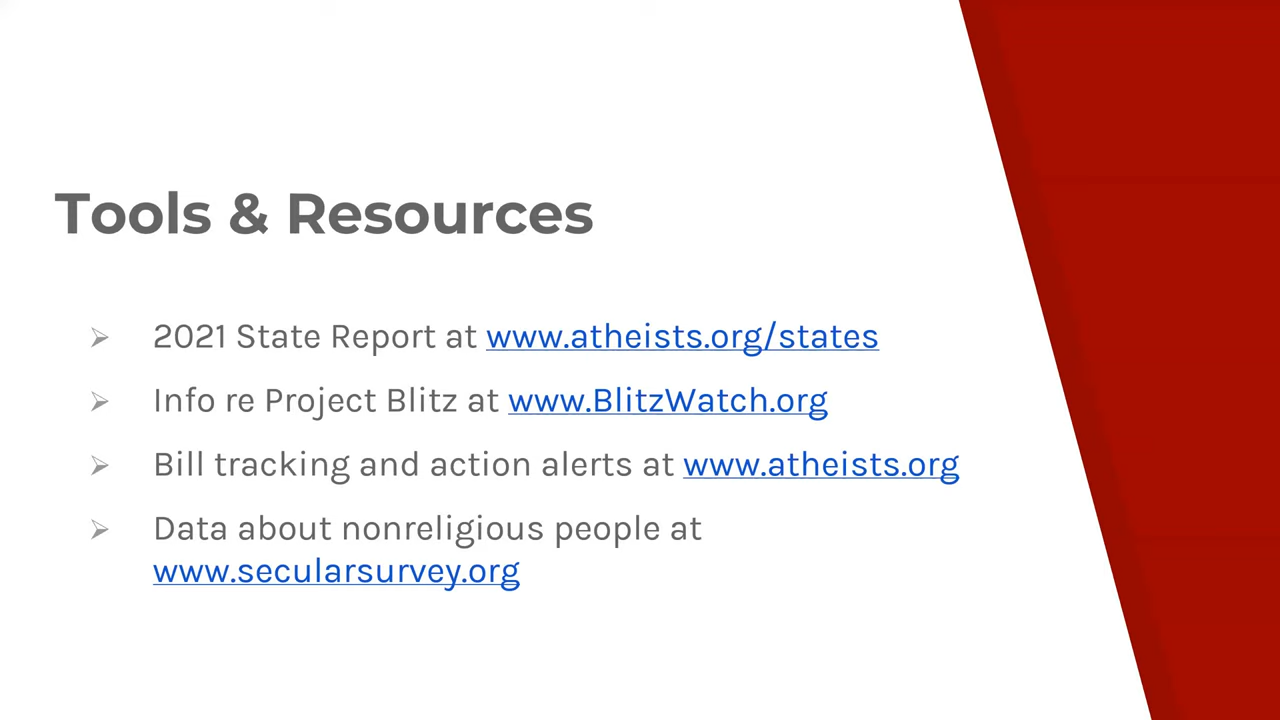 Tools & Resources
2021 State Report at www.atheists.org/states
Info re Project Blitz at www.BlitzWatch.org
Bill tracking and action alerts at www.atheists.org
Data about nonreligious people at
www.secularsurvey.org